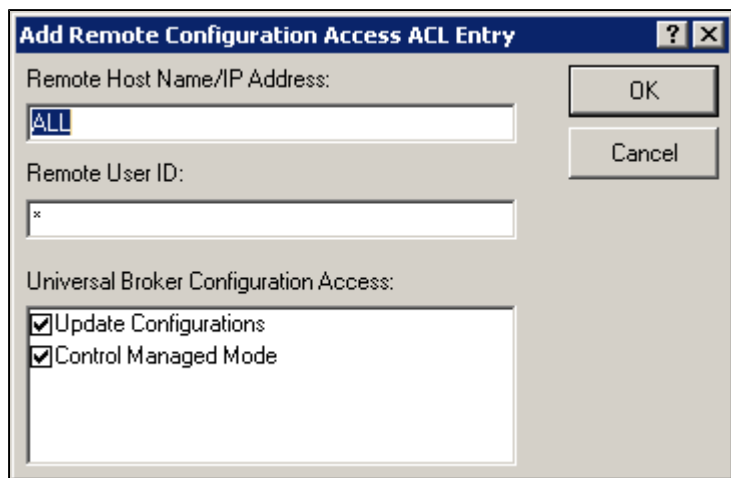 Add Remote Configuration Access ACL Entry
Remote Host Name/IP Address:
ALL
OK
Cancel
Remote User ID:
*
Universal Broker Configuration Access:
Update Configurations
Control Managed Mode